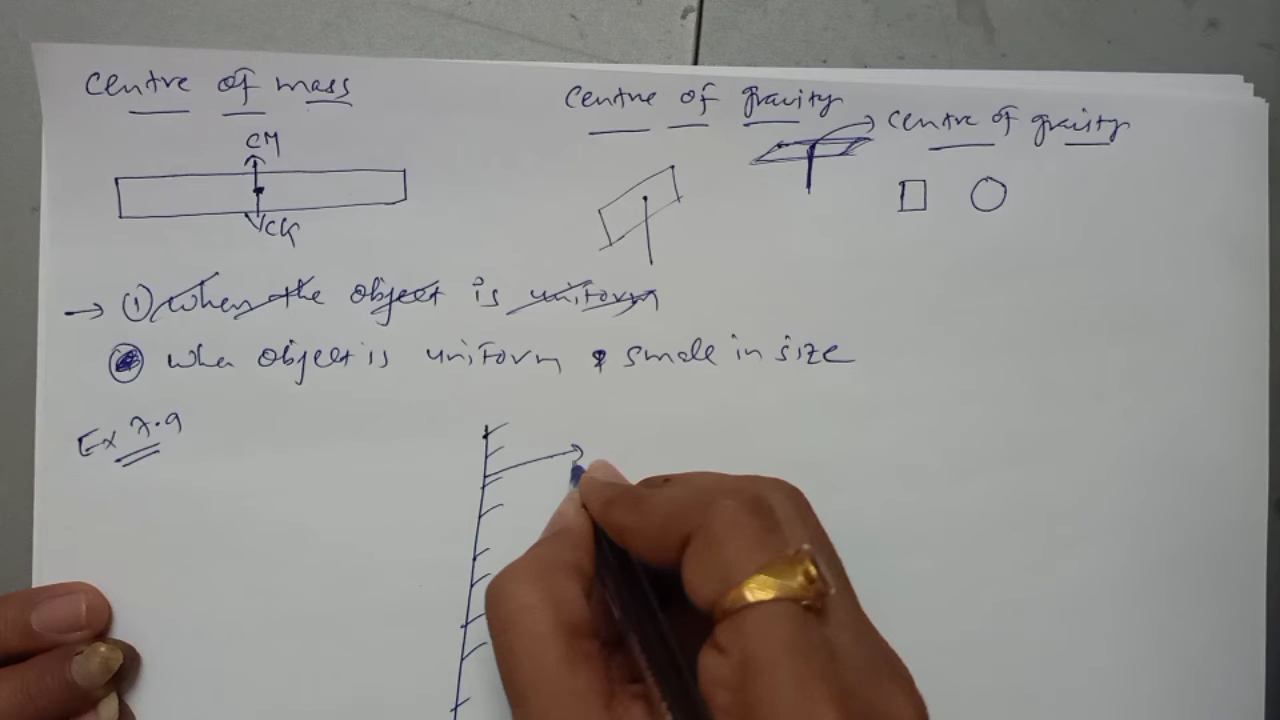 Centre of mass
Centre of gravity
Centre of gravity
CM
CG
→ ① When the object is uniform
when object is uniform & small in size
Ex 7.9